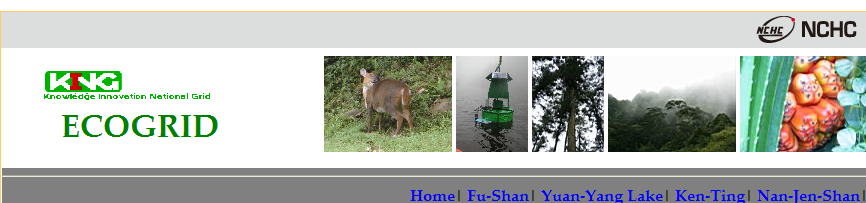 NCHC NCHC
KING
Knowledge Innovation National Grid
ECOGRID
Home| Fu-Shan| Yuan-Yang Lake| Ken-Ting| Nan-Jen-Shan|